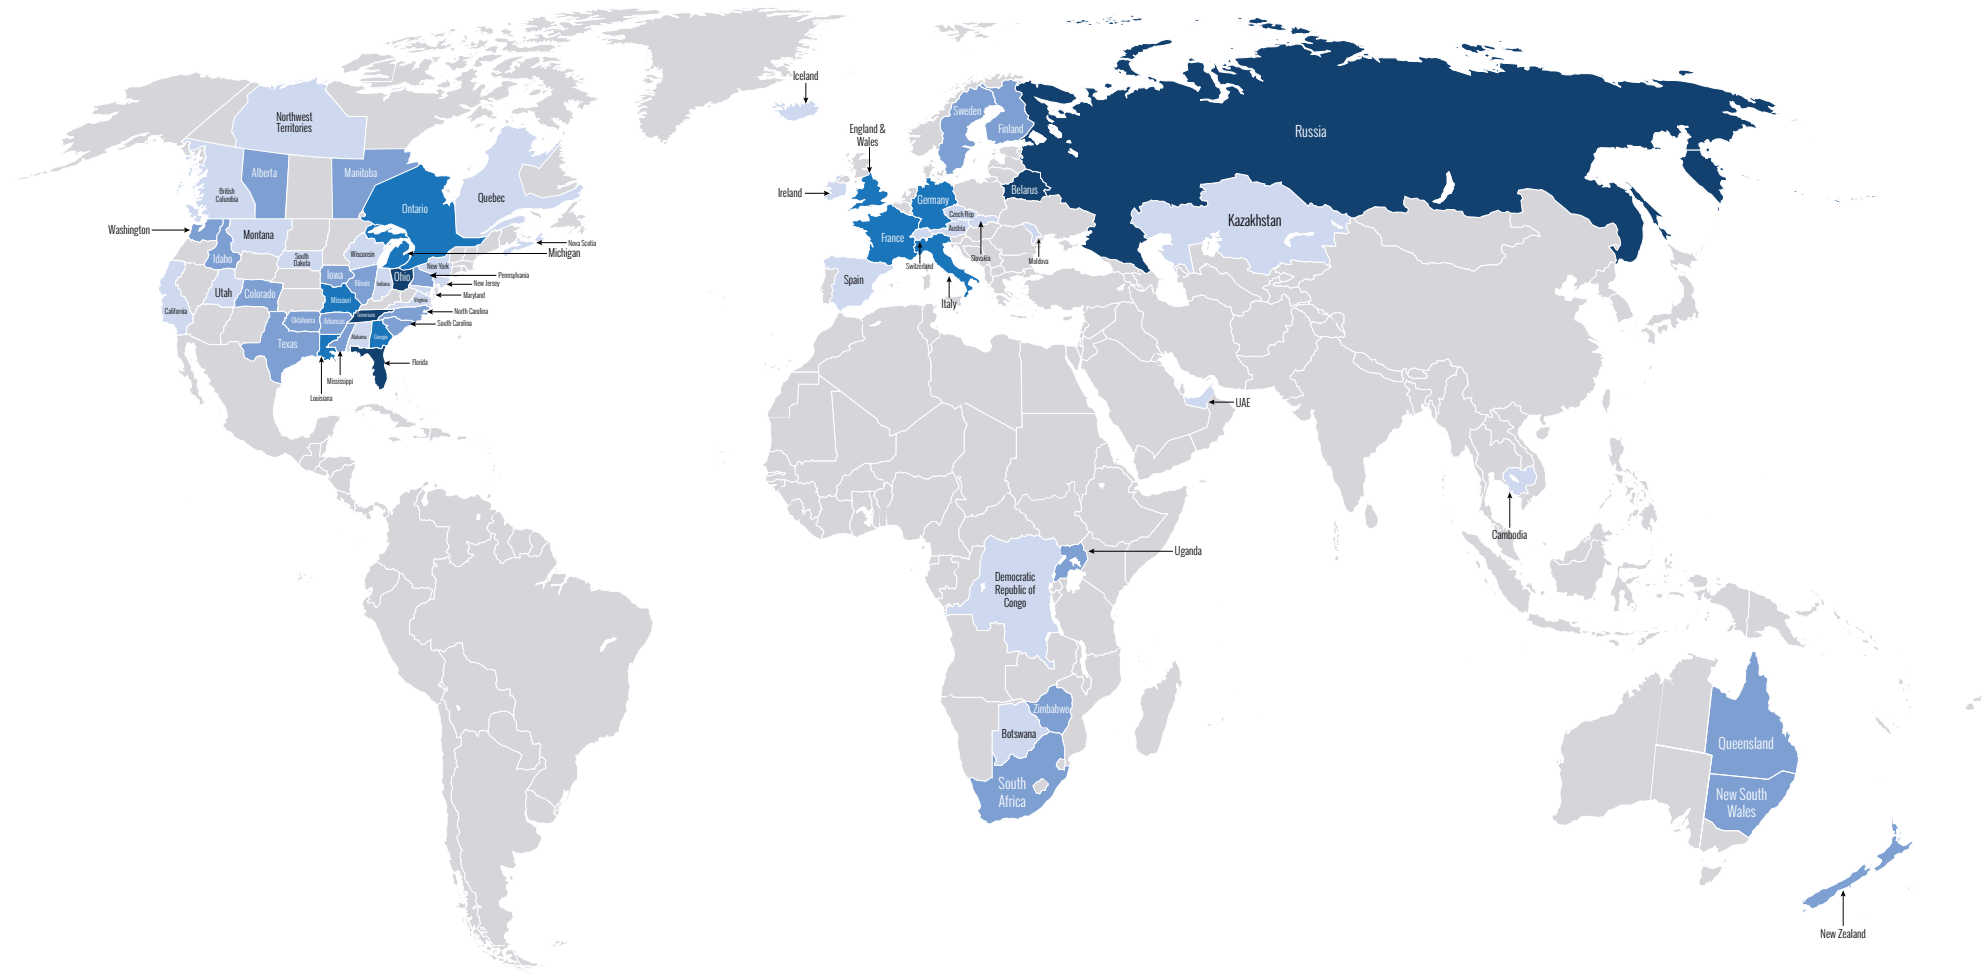 Iceland
Northwest
Territories
Sweden
Finland
England &
Wales
Russia
Alberta
Manitoba
British
Columbia
Quebec
Ontario
Ireland
Germany
Belarus
Czech Rep
Washington
Montana
Kazakhstan
Nova Scotia
Michigan
Austria
France
Slovakia
Moldova
Switzerland
Idaho
South
Dakota
Wisconsin
New York
Iowa
Ohio
Pennsylvania
Illinois
Indiana
New Jersey
Spain
Utah
Colorado
Maryland
Missouri
Virginia
Italy
California
North Carolina
Tennessee
Oklahoma
Arkansas
South Carolina
Alabama
Georgia
Texas
Florida
Mississippi
Louisiana
UAE
Cambodia
Uganda
Democratic
Republic of
Congo
Zimbabwe
Botswana
South
Africa
Queensland
New South
Wales
New Zealand